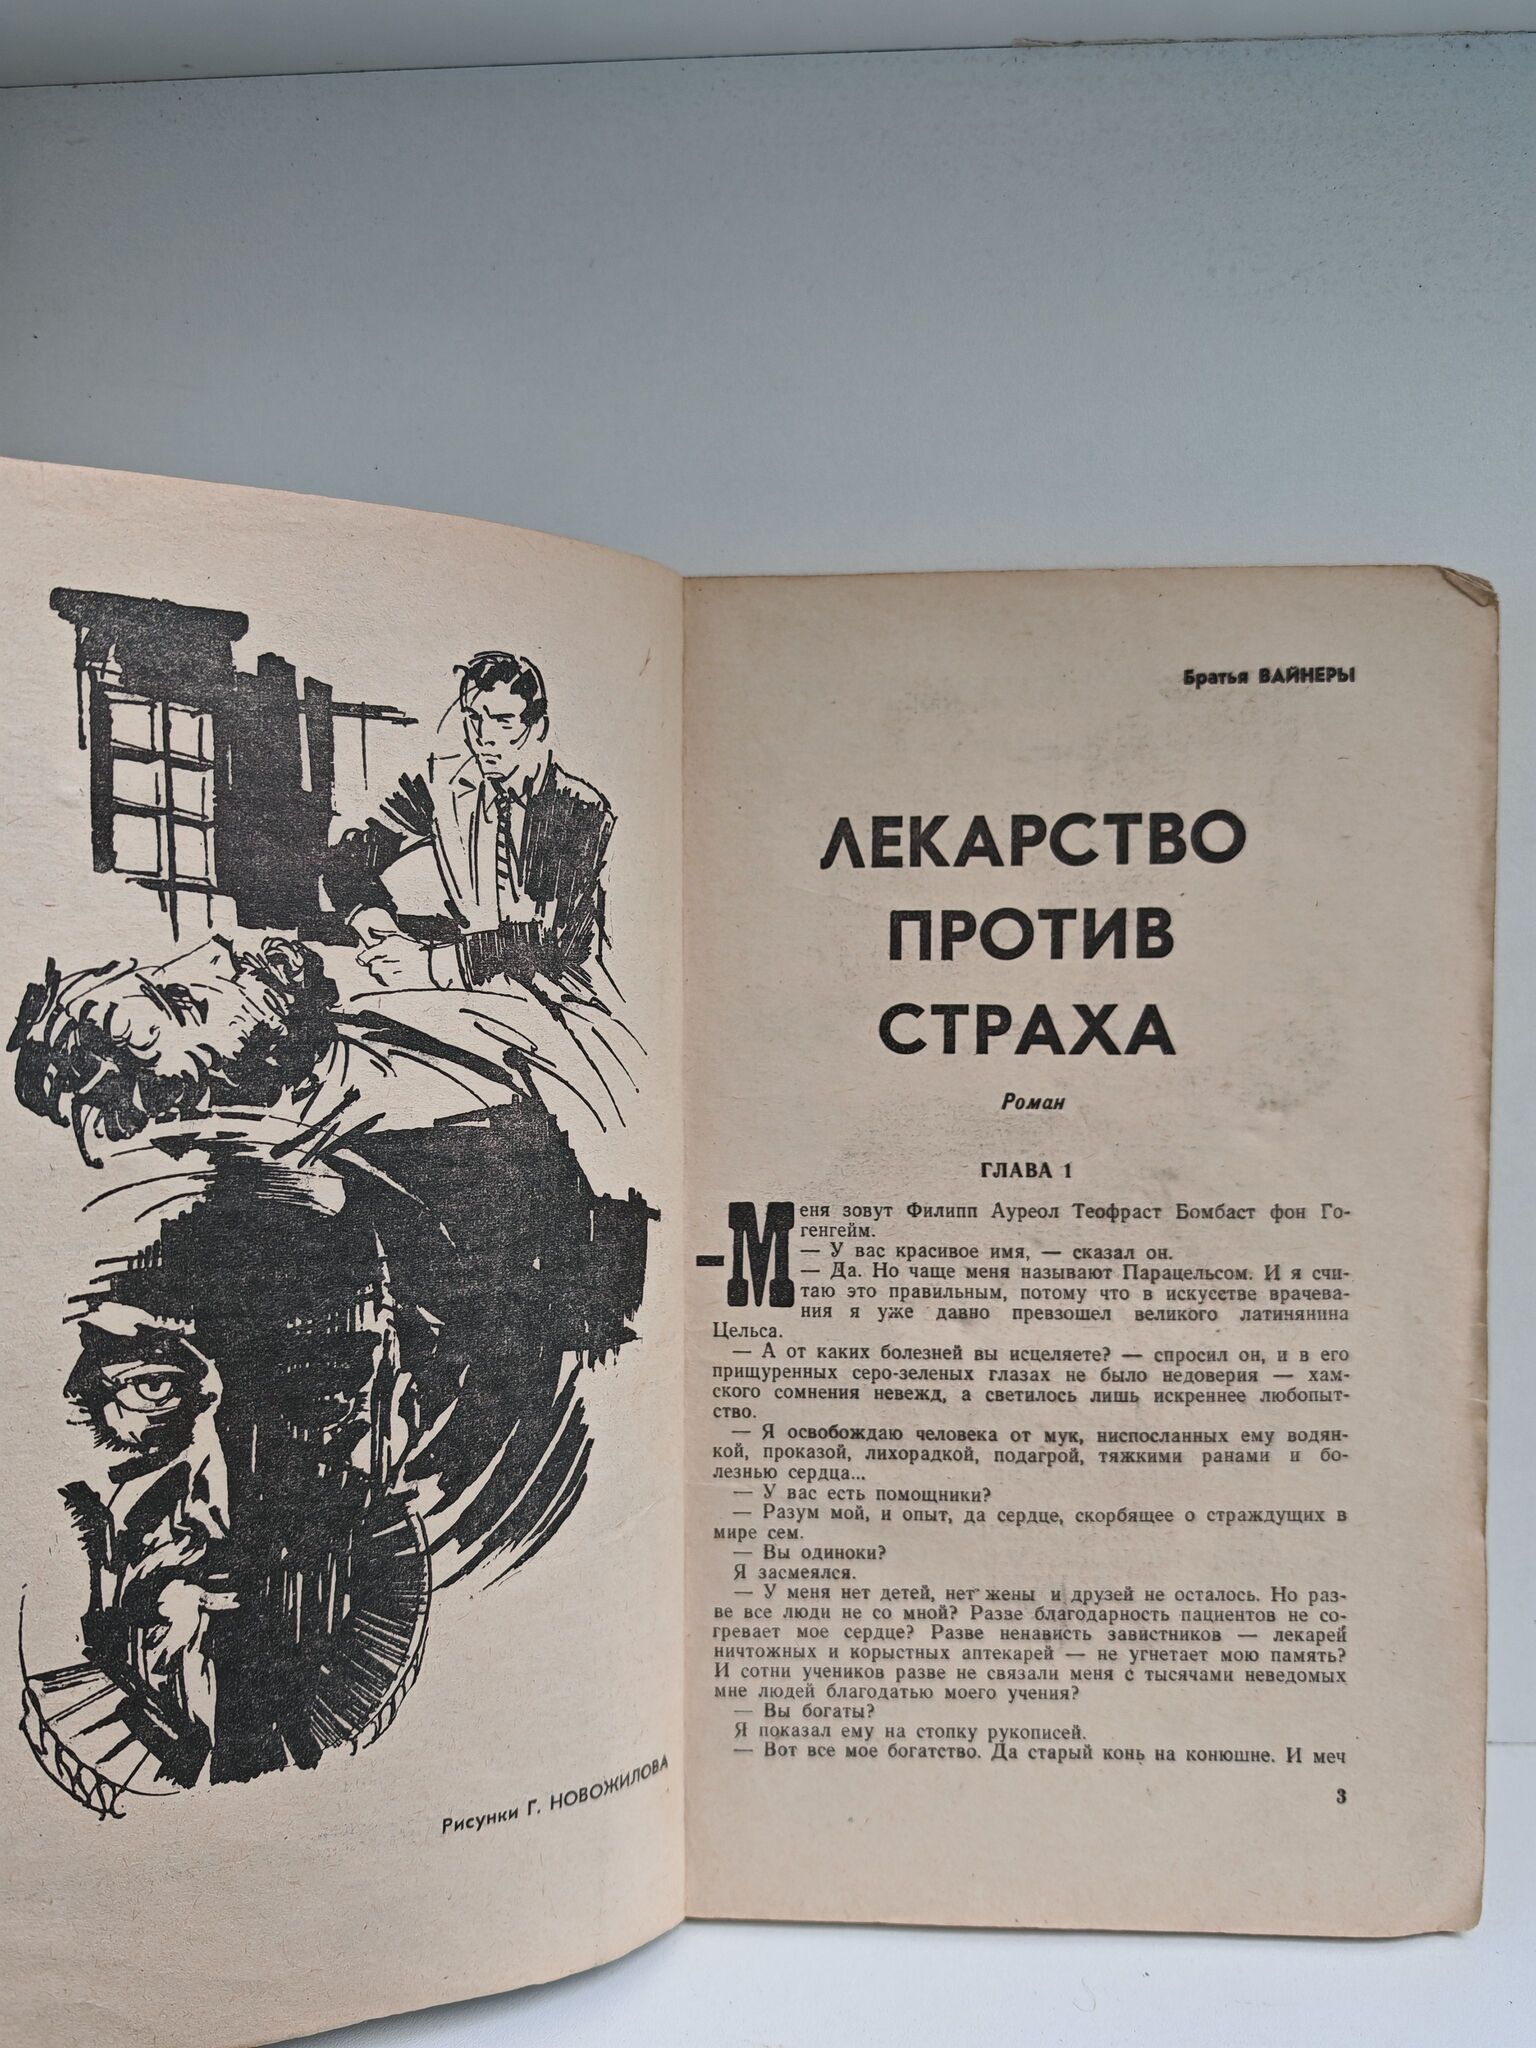 Рисунки Г. НОВОЖИЛОВА
Братья ВАЙНЕРЫ
ЛЕКАРСТВО
ПРОТИВ
СТРАХА
Роман
ГЛАВА 1
— Меня зовут Филипп Ауреол Теофраст Бомбаст фон Го-
генгейм.
— У вас красивое имя, — сказал он.
— Да. Но чаще меня называют Парацельсом. И я счи-
таю это правильным, потому что в искусстве врачева-
ния я уже давно превзошел великого латинянина
Цельса.
— А от каких болезней вы исцеляете? — спросил он, и в его
прищуренных серо-зеленых глазах не было недоверия — хам-
ского сомнения невежд, а светилось лишь искреннее любопыт-
ство.
— Я освобождаю человека от мук, ниспосланных ему водян-
кой, проказой, лихорадкой, подагрой, тяжкими ранами и бо-
лезнью сердца...
— У вас есть помощники?
— Разум мой, и опыт, да сердце, скорбящее о страждущих в
мире сем.
— Вы одиноки?
Я засмеялся.
— У меня нет детей, нет жены и друзей не осталось. Но раз-
ве все люди не со мной? Разве благодарность пациентов не со-
гревает мое сердце? Разве ненависть завистников — лекарей
ничтожных и корыстных аптекарей — не угнетает мою память?
И сотни учеников разве не связали меня с тысячами неведомых
мне людей благодатью моего учения?
— Вы богаты?
Я показал ему на стопку рукописей.
— Вот все мое богатство. Да старый конь на конюшне. И меч
3